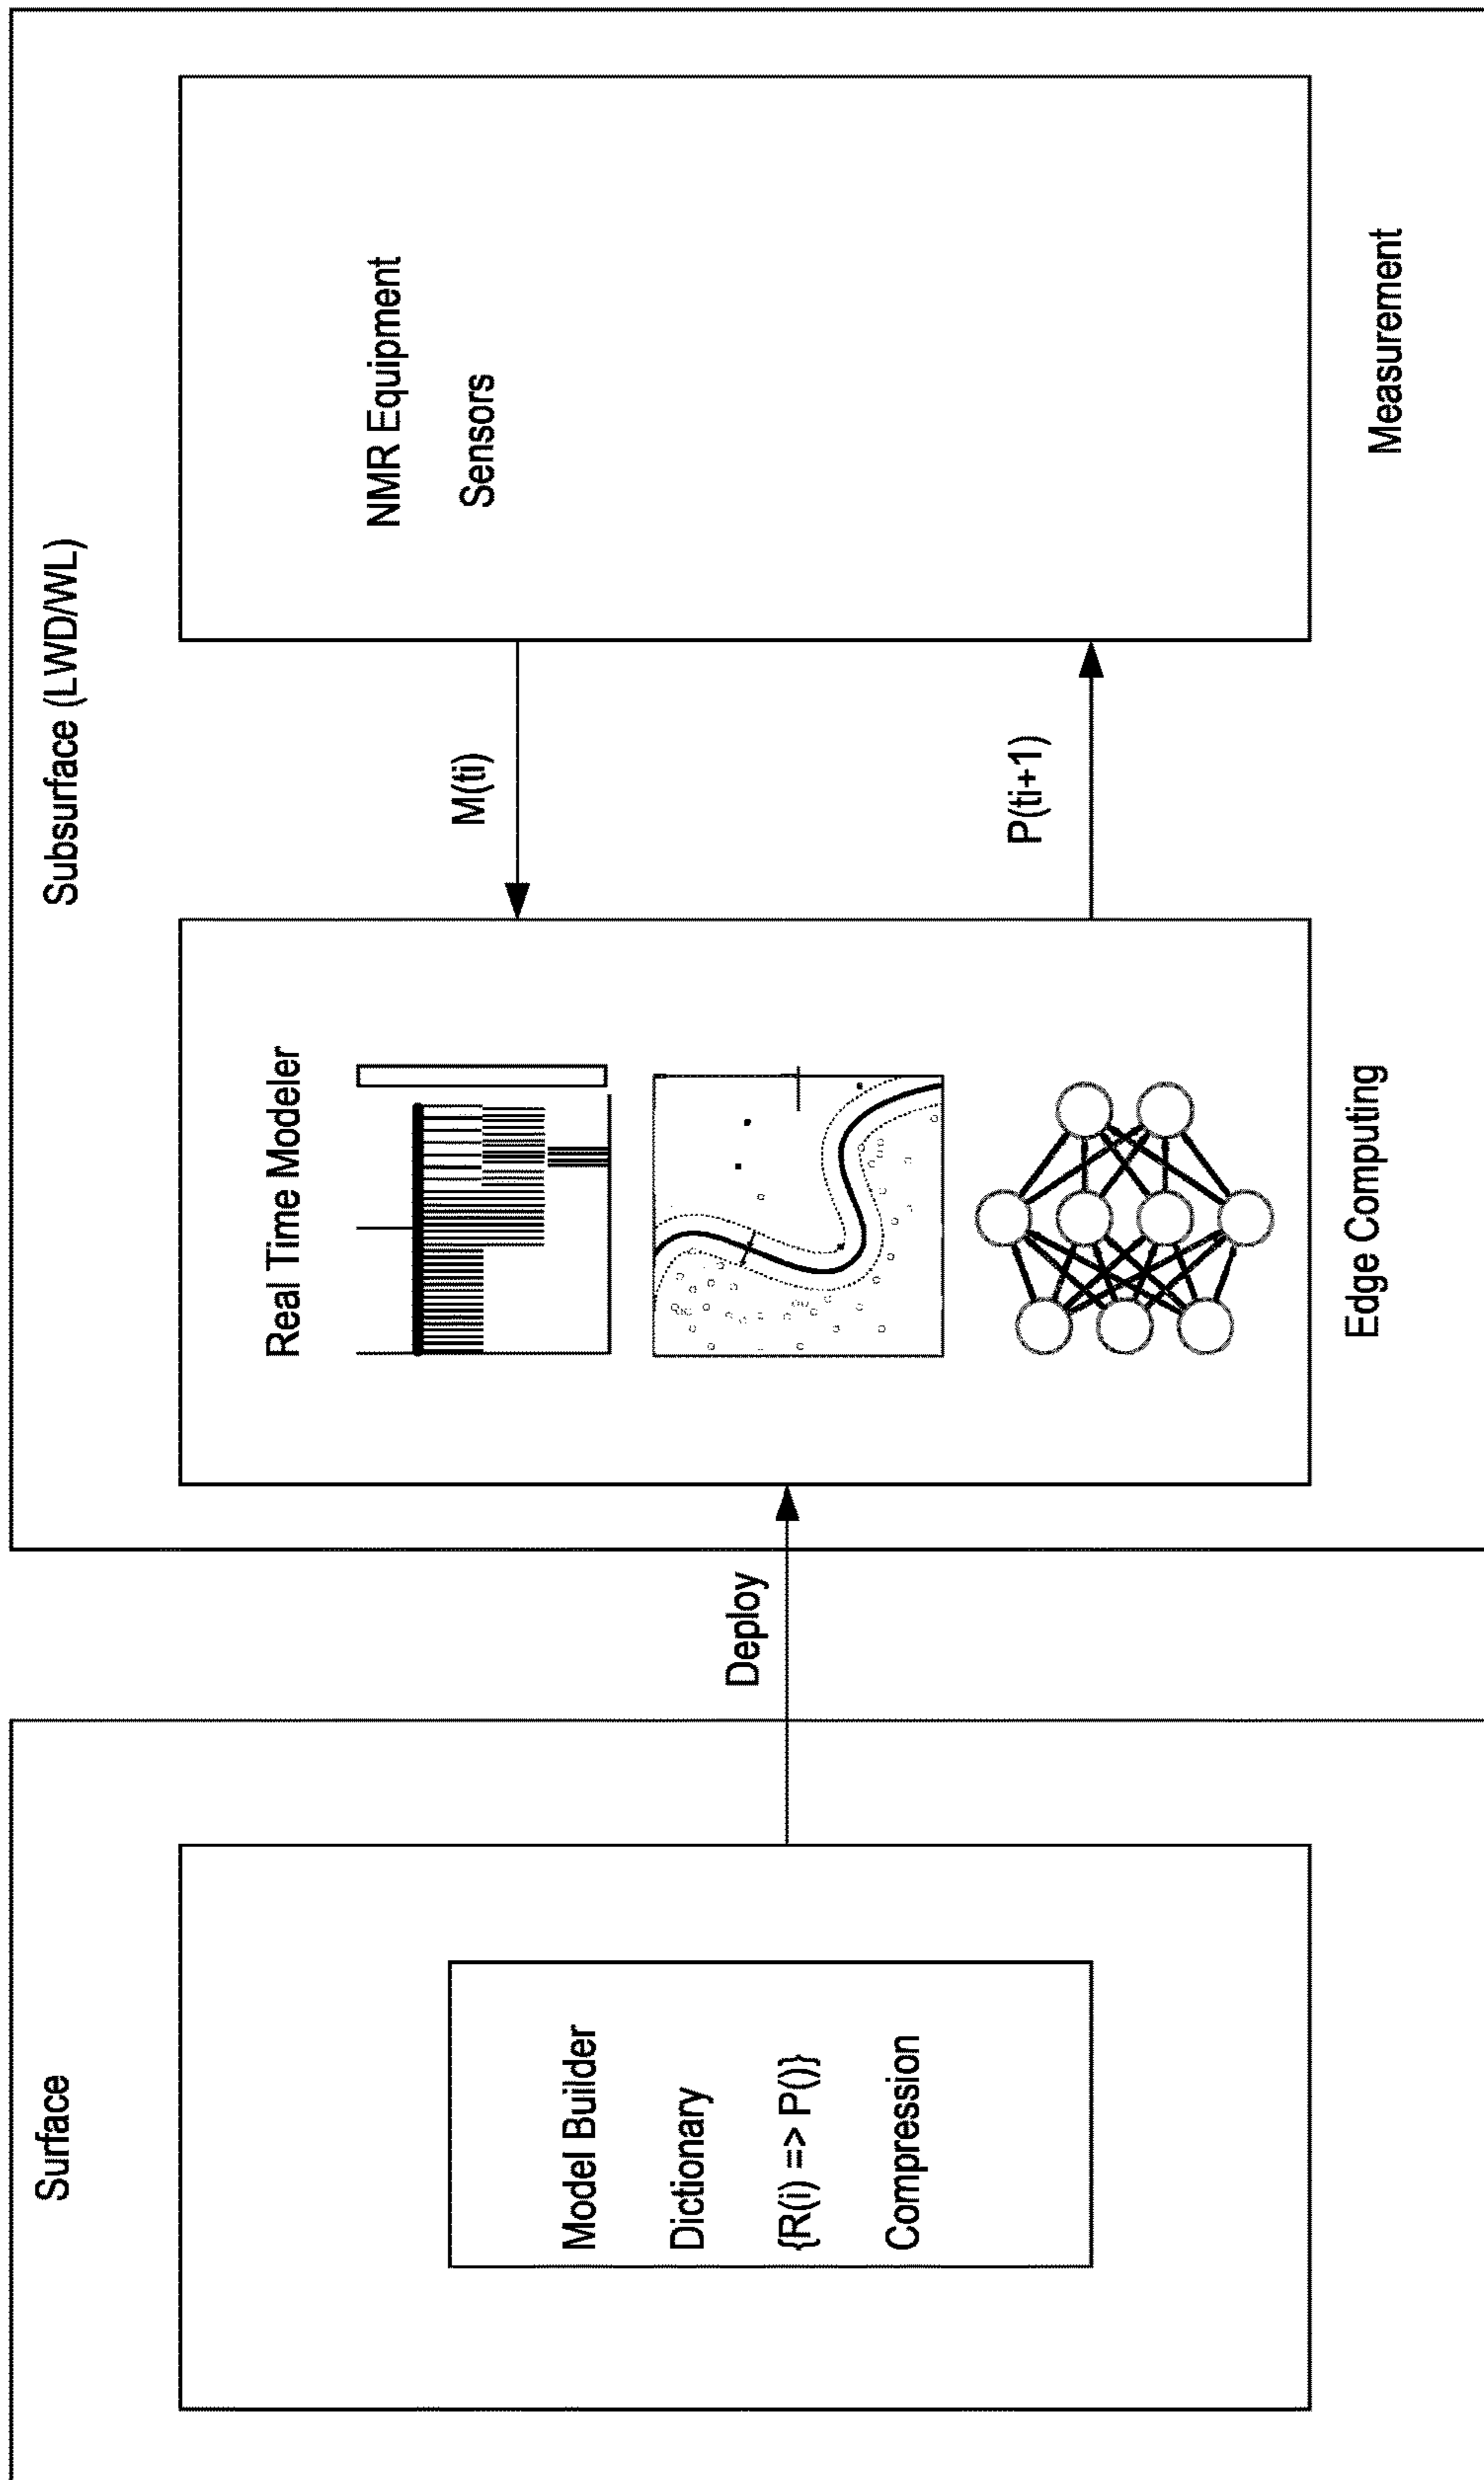 Surface
Model Builder
Dictionary
{R(i) => P()}
Compression
Deploy
Subsurface (LWD/WL)
Real Time Modeler
Edge Computing
M(ti)
P(ti+1)
NMR Equipment
Sensors
Measurement